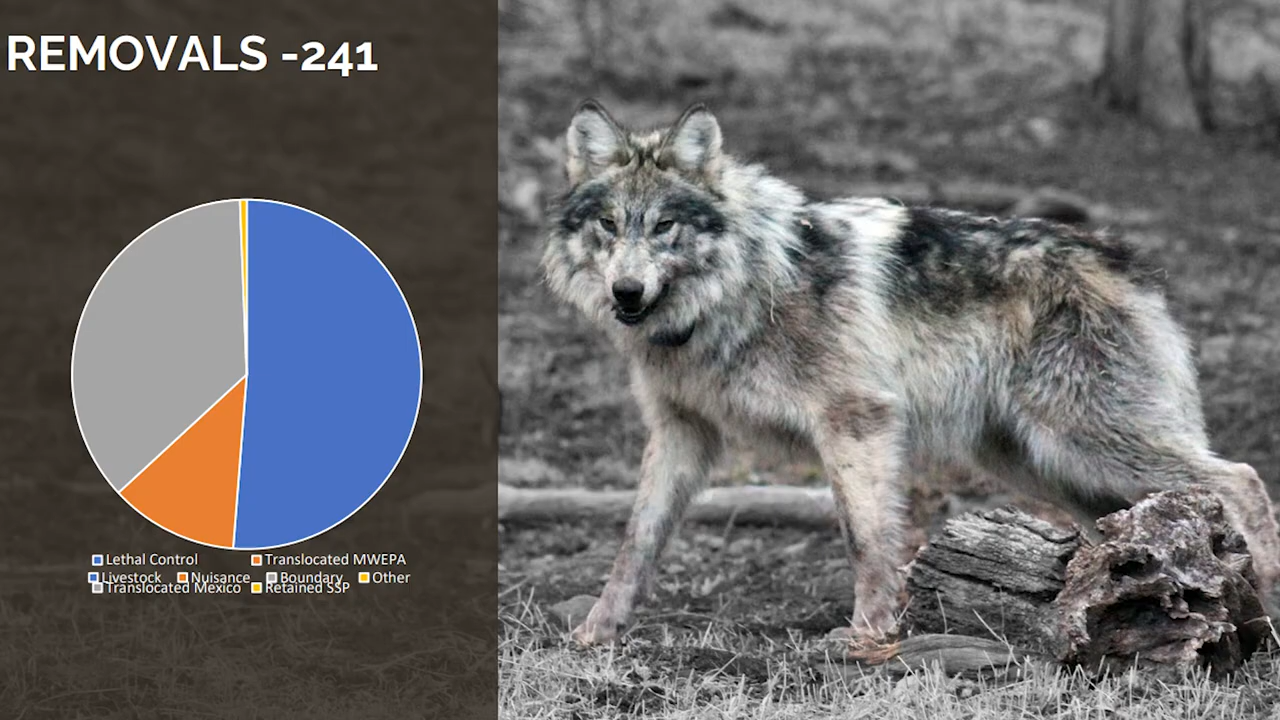 REMOVALS -241
Lethal Control Translocated MWEPA
Livestock Nuisance Boundary Other
Translocated Mexico Retained SSP